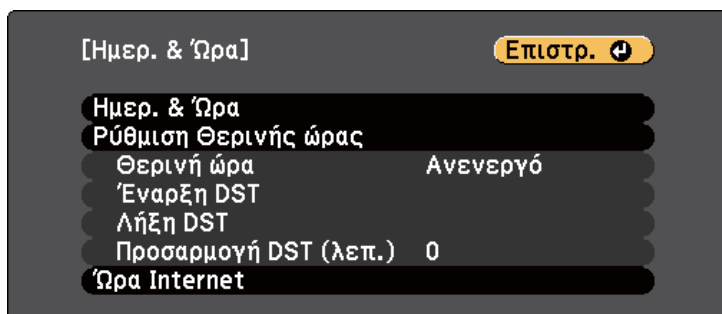 [Ημερ. & Ώρα] Επιστρ.
Ημερ. & Ώρα
Ρύθμιση Θερινής ώρας
Θερινή ώρα Ανενεργό
Έναρξη DST
Λήξη DST
Προσαρμογή DST (λεπ.) 0
Ώρα Internet